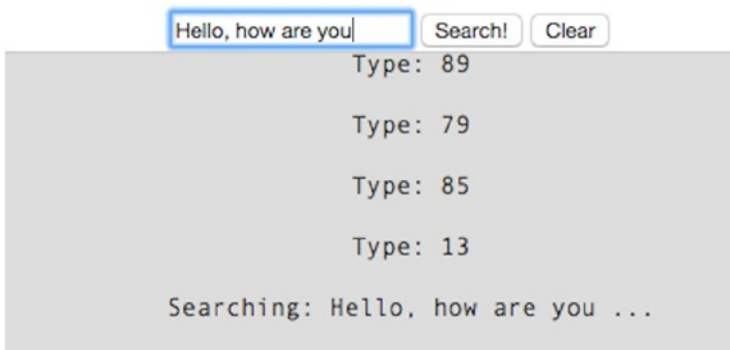 Hello, how are you Search! Clear
Type: 89
Type: 79
Type: 85
Type: 13
Searching: Hello, how are you ...